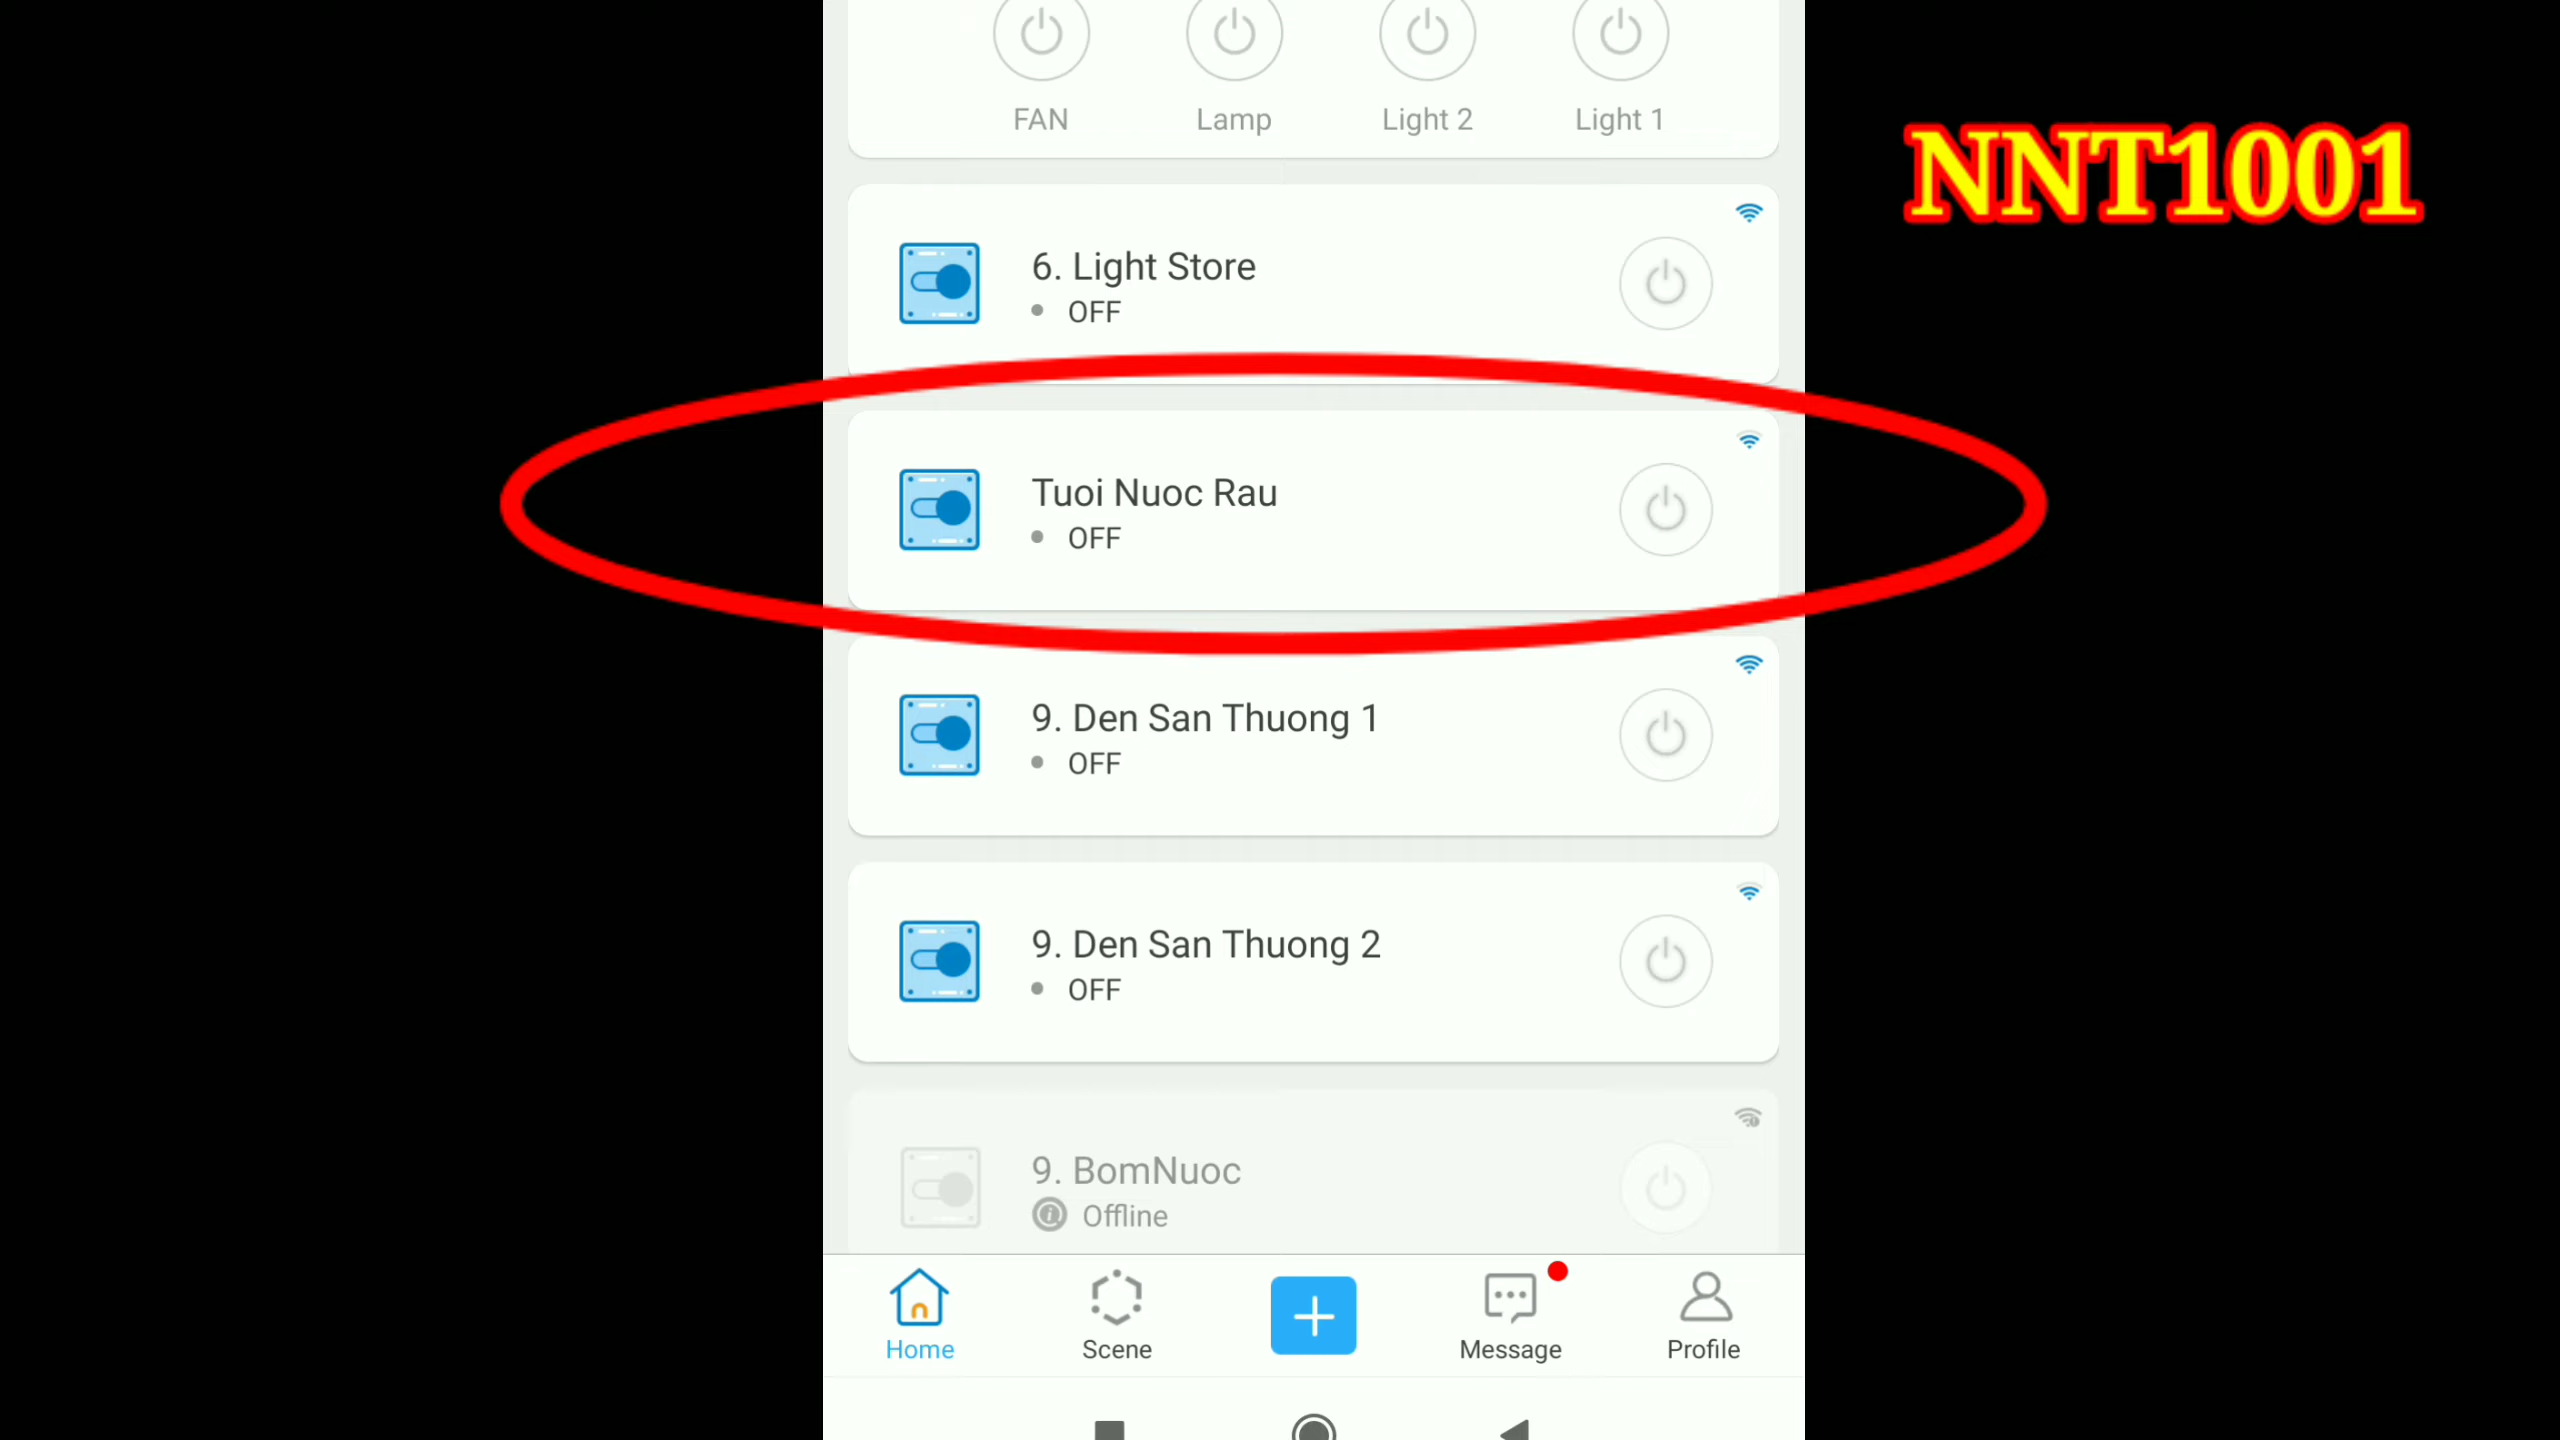 FAN
Lamp
Light 2
Light 1
NNT1001
6. Light Store
OFF
Tuoi Nuoc Rau
OFF
9. Den San Thuong 1
OFF
9. Den San Thuong 2
OFF
9. BomNuoc
Offline
Home
Scene
Message
Profile